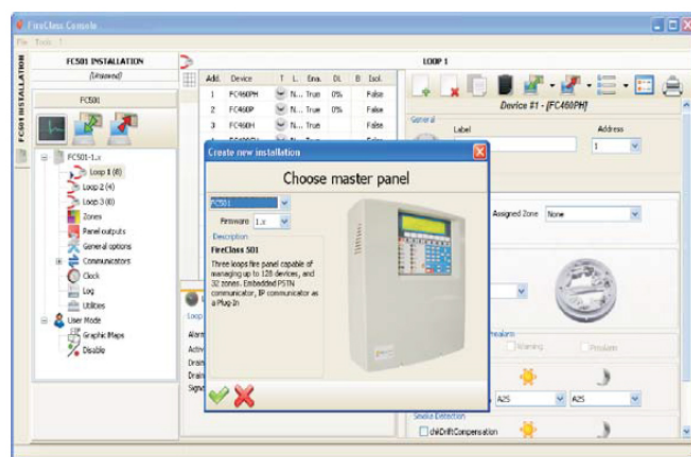 FireClass Console
File Tools ?
FC501 INSTALLATION
FC501 INSTALLATION
(Unsaved)
FC501
FC501-1.x
Loop 1 (8)
Loop 2 (4)
Loop 3 (0)
Zones
Panel outputs
General options
Communicators
Clock
Log
Utilities
User Mode
Graphic Maps
Disable
LOOP 1
Add. Device T L. Ena. DL B Isol.
1 FC460PH N... True 0% False
2 FC460P N... True 0% False
3 FC460H N... True False
Device #1 - [FC460PH]
General
Label Address
1
Assigned Zone None
Prealarm
Warning Prealarm
A2S A2S
Smoke Detection
chkDriftCompensation
Create new installation
Choose master panel
FC501
Firmware 1.x
Description
FireClass 501
Three loops fire panel capable of
managing up to 128 devices, and
32 zones. Embedded PSTN
communicator, IP communicator as
a Plug-In